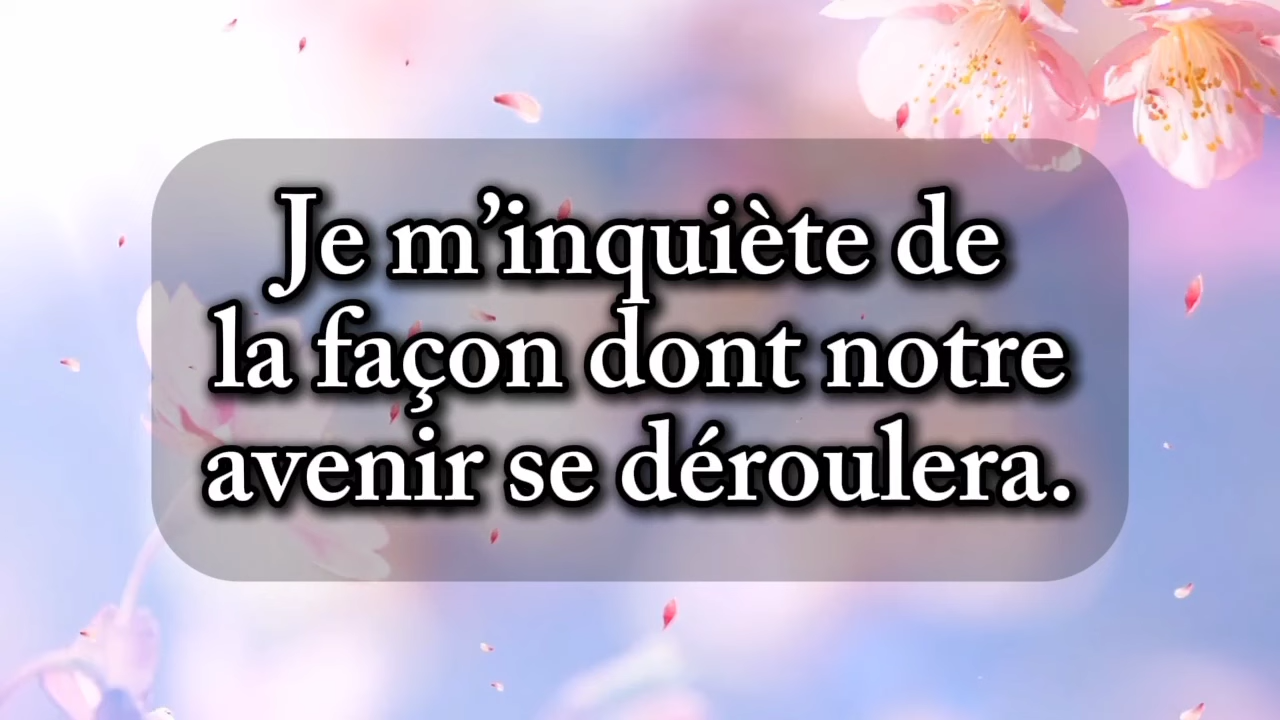 Je m’inquiète de
la façon dont notre
avenir se déroulera.